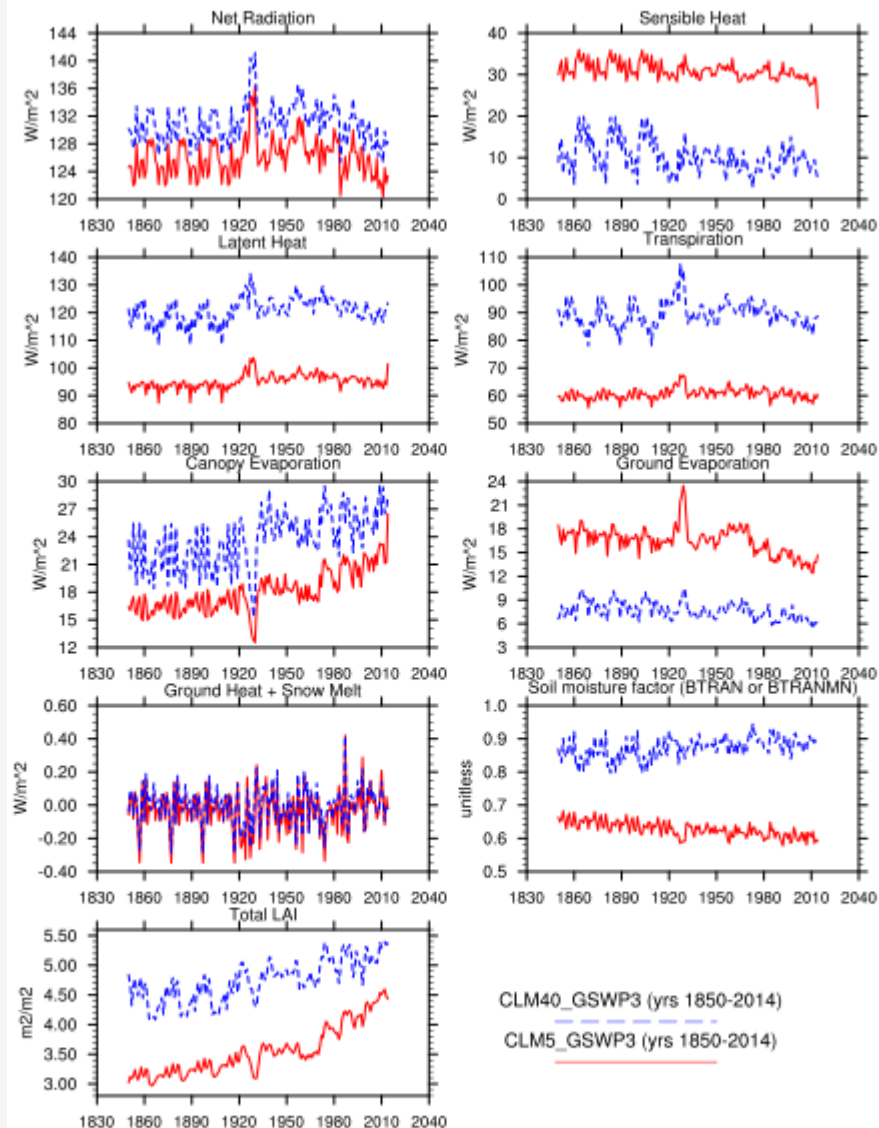 Net Radiation
144
140
136
132
128
124
120
W/m^2
1830 1860 1890 1920 1950 1980 2010 2040
Sensible Heat
40
30
20
10
0
W/m^2
1830 1860 1890 1920 1950 1980 2010 2040
Latent Heat
140
130
120
110
100
90
80
W/m^2
1830 1860 1890 1920 1950 1980 2010 2040
Transpiration
110
100
90
80
70
60
50
W/m^2
1830 1860 1890 1920 1950 1980 2010 2040
Canopy Evaporation
30
27
24
21
18
15
12
W/m^2
1830 1860 1890 1920 1950 1980 2010 2040
Ground Evaporation
24
21
18
15
12
9
6
3
W/m^2
1830 1860 1890 1920 1950 1980 2010 2040
Ground Heat + Snow Melt
0.60
0.40
0.20
0.00
-0.20
-0.40
W/m^2
1830 1860 1890 1920 1950 1980 2010 2040
Soil moisture factor (BTRAN or BTRANMN)
1.0
0.9
0.8
0.7
0.6
0.5
unitless
1830 1860 1890 1920 1950 1980 2010 2040
Total LAI
5.50
5.00
4.50
4.00
3.50
3.00
m2/m2
1830 1860 1890 1920 1950 1980 2010 2040
CLM40_GSWP3 (yrs 1850-2014)
CLM5_GSWP3 (yrs 1850-2014)